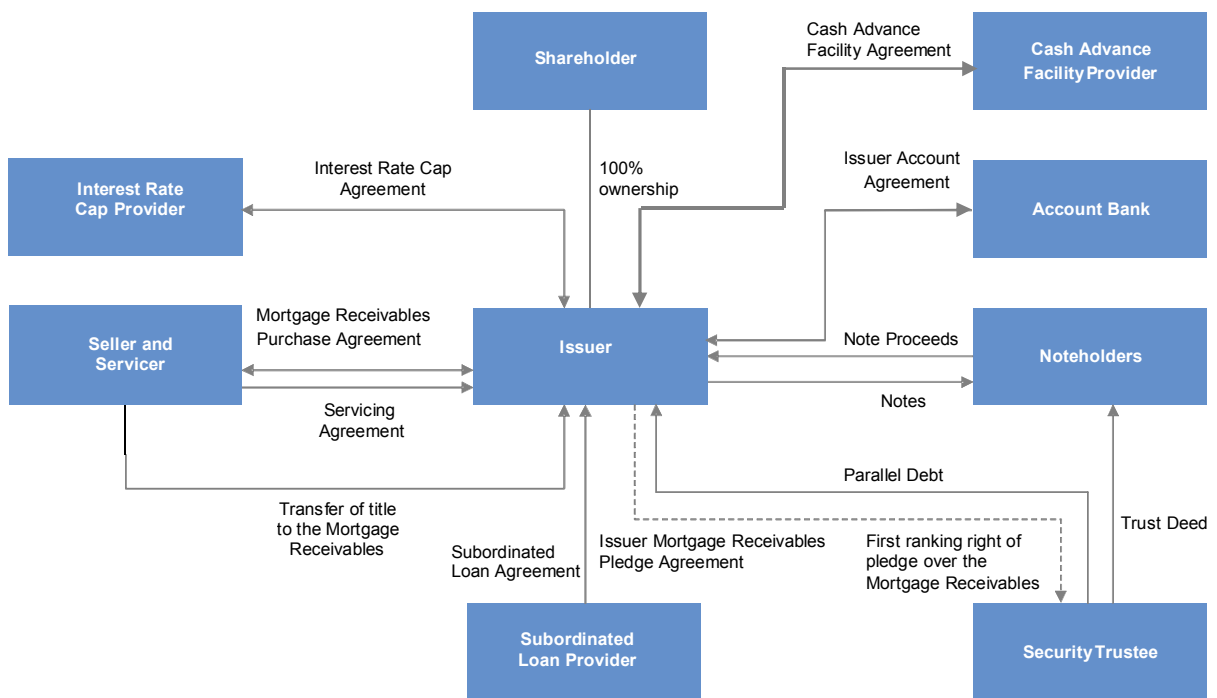 Shareholder
Cash Advance
Facility Agreement
Cash Advance
Facility Provider
Interest Rate
Cap Provider
Interest Rate Cap
Agreement
100%
ownership
Issuer Account
Agreement
Account Bank
Seller and
Servicer
Mortgage Receivables
Purchase Agreement
Servicing
Agreement
Issuer
Note Proceeds
Notes
Noteholders
Transfer of title
to the Mortgage
Receivables
Subordinated
Loan Agreement
Issuer Mortgage Receivables
Pledge Agreement
Parallel Debt
First ranking right of
pledge over the
Mortgage Receivables
Trust Deed
Subordinated
Loan Provider
Security Trustee